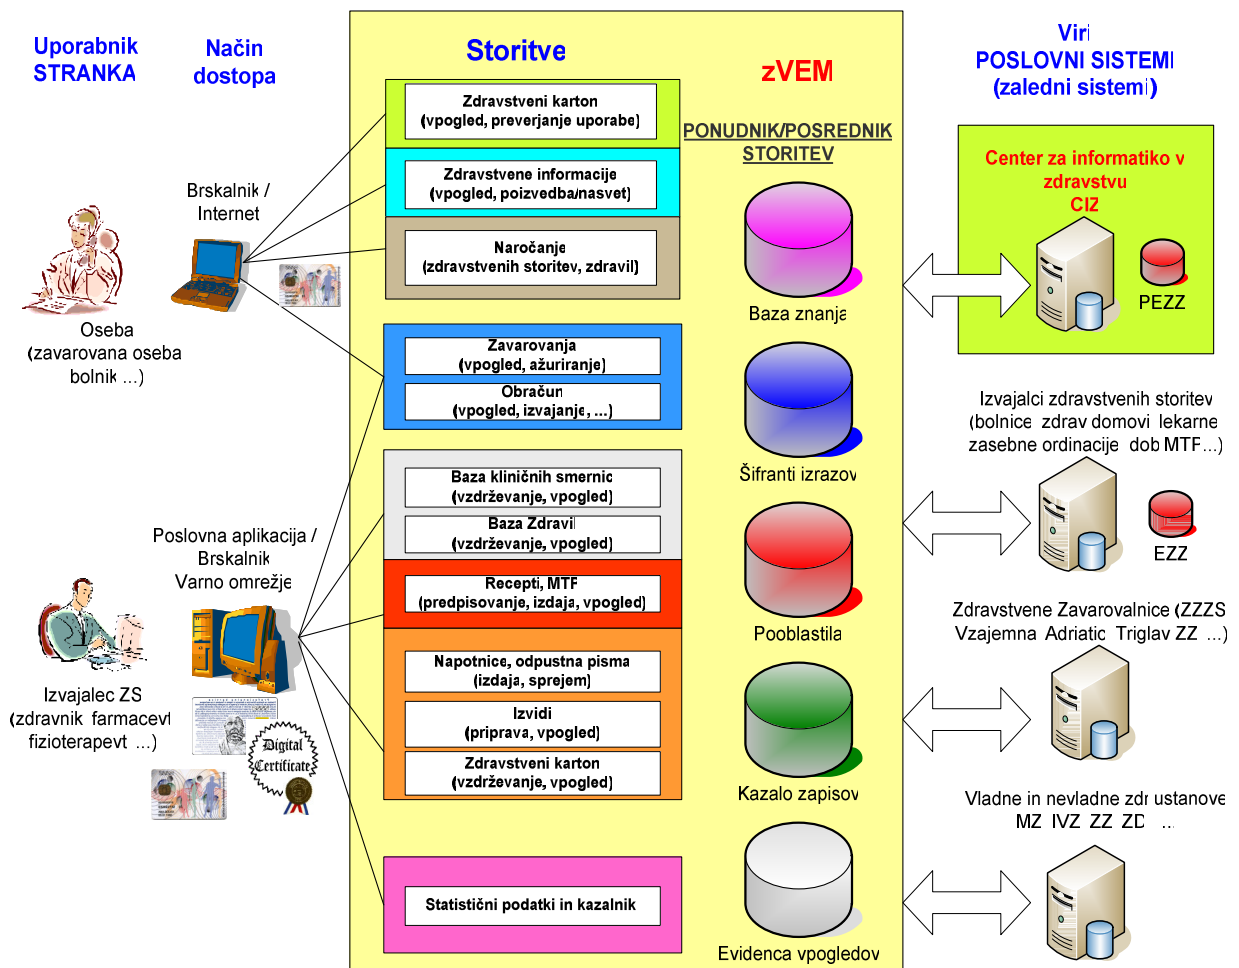 Uporabnik
STRANKA
Način
dostopa
Storitve
zVEM
Viri
POSLOVNI SISTEMI
(zaledni sistemi)
PONUDNIK/POSREDNIK
STORITEV
Zdravstveni karton
(vpogled, preverjanje uporabe)
Zdravstvene informacije
(vpogled, poizvedba/nasvet)
Naročanje
(zdravstvenih storitev, zdravil)
Zavarovanja
(vpogled, ažuriranje)
Obračun
(vpogled, izvajanje, ...)
Baza kliničnih smernic
(vzdrževanje, vpogled)
Baza Zdravil
(vzdrževanje, vpogled)
Recepti, MTF
(predpisovanje, izdaja, vpogled)
Napotnice, odpustna pisma
(izdaja, sprejem)
Izvidi
(priprava, vpogled)
Zdravstveni karton
(vzdrževanje, vpogled)
Statistični podatki in kazalnik
Brskalnik /
Internet
Oseba
(zavarovana oseba
bolnik ...)
Poslovna aplikacija /
Brskalnik
Varno omrežje
Izvajalec ZS
(zdravnik farmacevt
fizioterapevt ...)
Digital
Certificate
Baza znanja
Šifranti izrazov
Pooblastila
Kazalo zapisov
Evidenca vpogledov
Center za informatiko v
zdravstvu
CIZ
PEZZ
Izvajalci zdravstvenih storitev
(bolnice zdrav domovi lekarne
zasebne ordinacije dob MTF...)
EZZ
Zdravstvene Zavarovalnice (ZZZS
Vzajemna Adriatic Triglav ZZ ...)
Vladne in nevladne zdr ustanove
MZ IVZ ZZ ZD ...